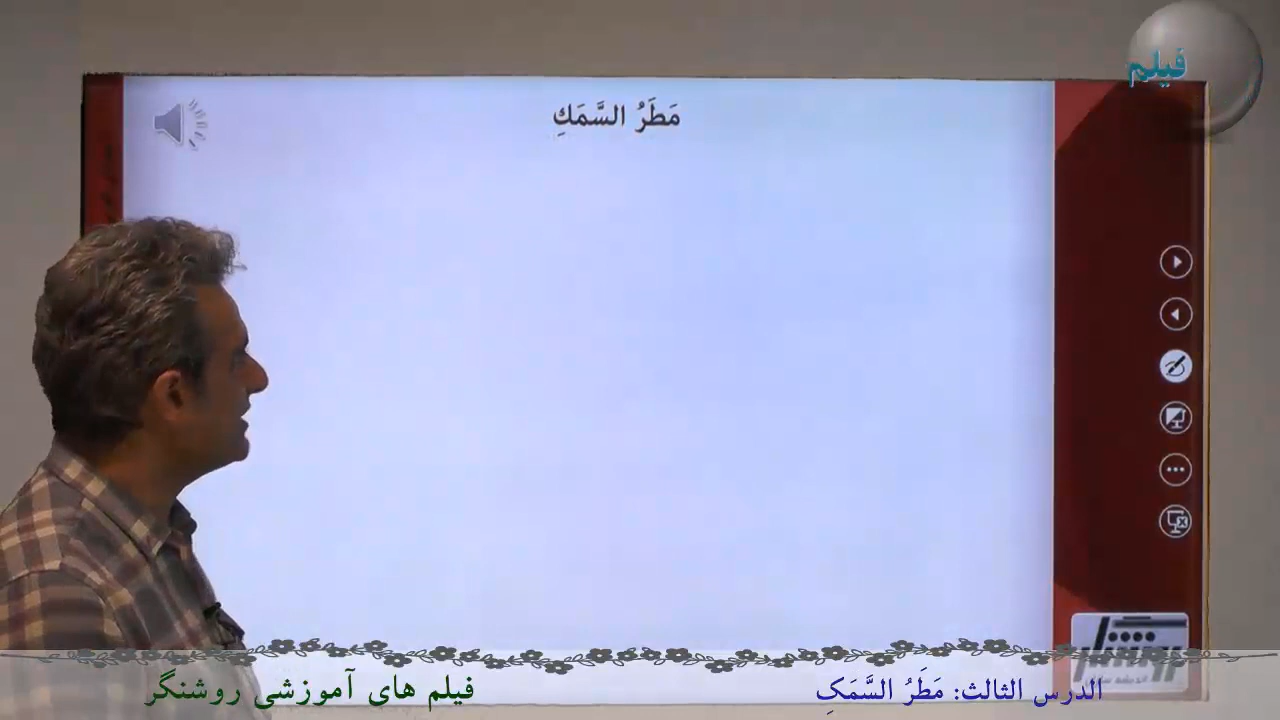 فیلم
مَطَرُ السَّمَكِ
الدرس الثالث: مَطَرُ السَّمَکِ
فیلم های آموزشی روشنگر